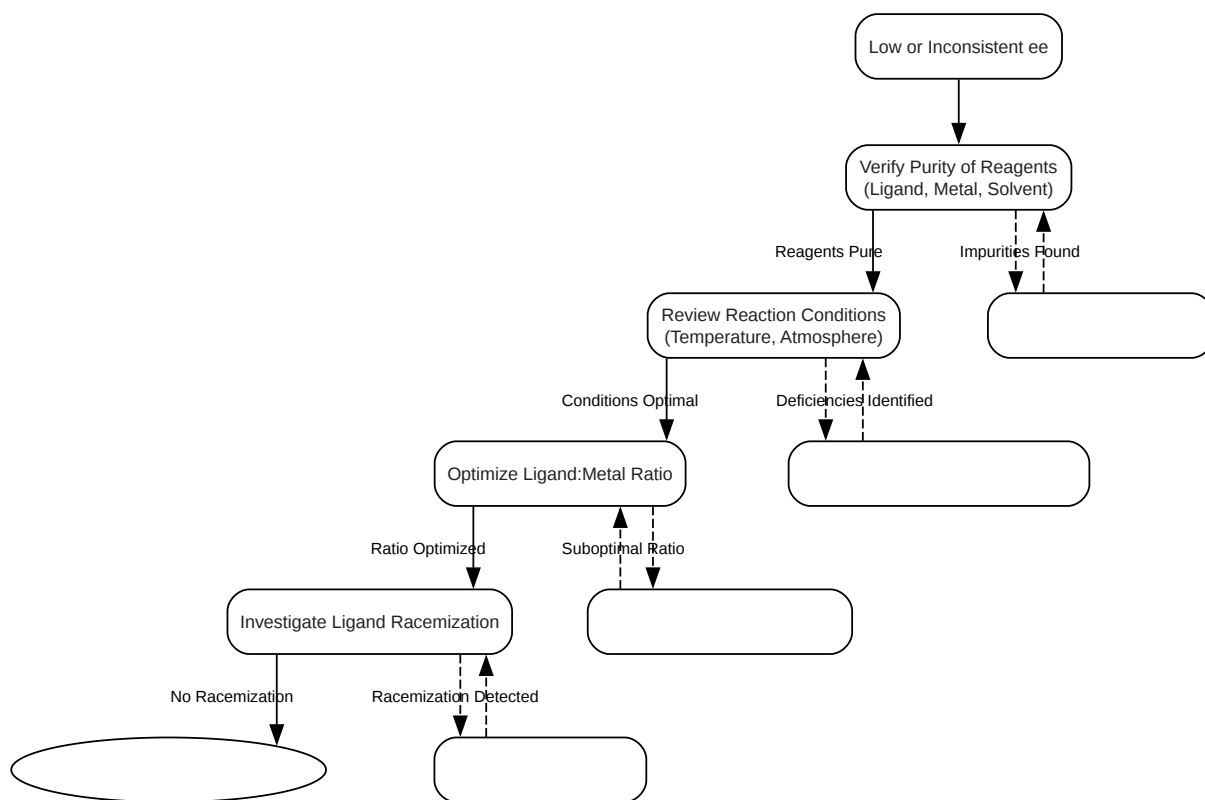 Low or Inconsistent ee
Verify Purity of Reagents
(Ligand, Metal, Solvent)
Reagents Pure
Impurities Found
Review Reaction Conditions
(Temperature, Atmosphere)
Conditions Optimal
Deficiencies Identified
Optimize Ligand:Metal Ratio
Ratio Optimized
Suboptimal Ratio
Investigate Ligand Racemization
No Racemization
Racemization Detected